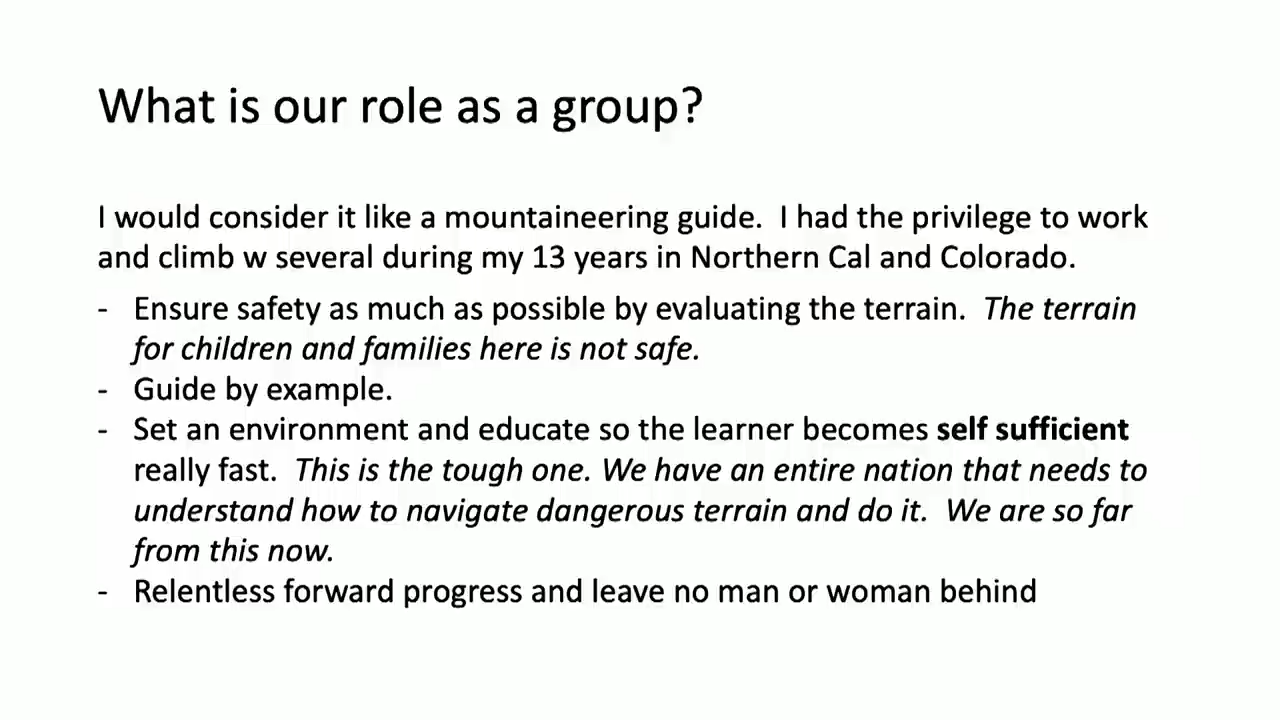 What is our role as a group?
I would consider it like a mountaineering guide.  I had the privilege to work
and climb w several during my 13 years in Northern Cal and Colorado.
- Ensure safety as much as possible by evaluating the terrain.  The terrain
for children and families here is not safe.
- Guide by example.
- Set an environment and educate so the learner becomes self sufficient
really fast.  This is the tough one. We have an entire nation that needs to
understand how to navigate dangerous terrain and do it.  We are so far
from this now.
- Relentless forward progress and leave no man or woman behind